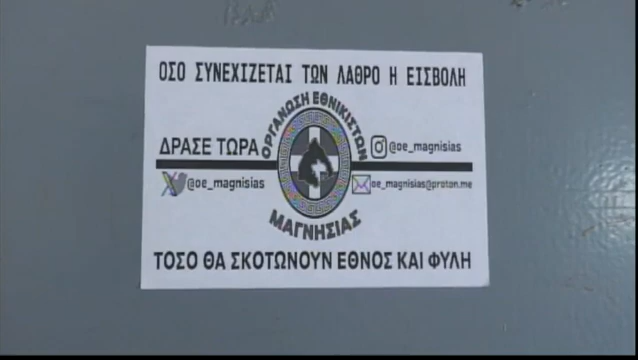 ΟΣΟ ΣΥΝΕΧΙΖΕΤΑΙ ΤΩΝ ΛΑΘΡΟ Η ΕΙΣΒΟΛΗ
ΟΡΓΑΝΩΣΗ ΕΘΝΙΚΙΣΤΩΝ
ΔΡΑΣΕ ΤΩΡΑ
@oe_magnisias
@oe_magnisias
oe_magnisias@proton.me
ΜΑΓΝΗΣΙΑΣ
ΤΟΣΟ ΘΑ ΣΚΟΤΩΝΟΥΝ ΕΘΝΟΣ ΚΑΙ ΦΥΛΗ